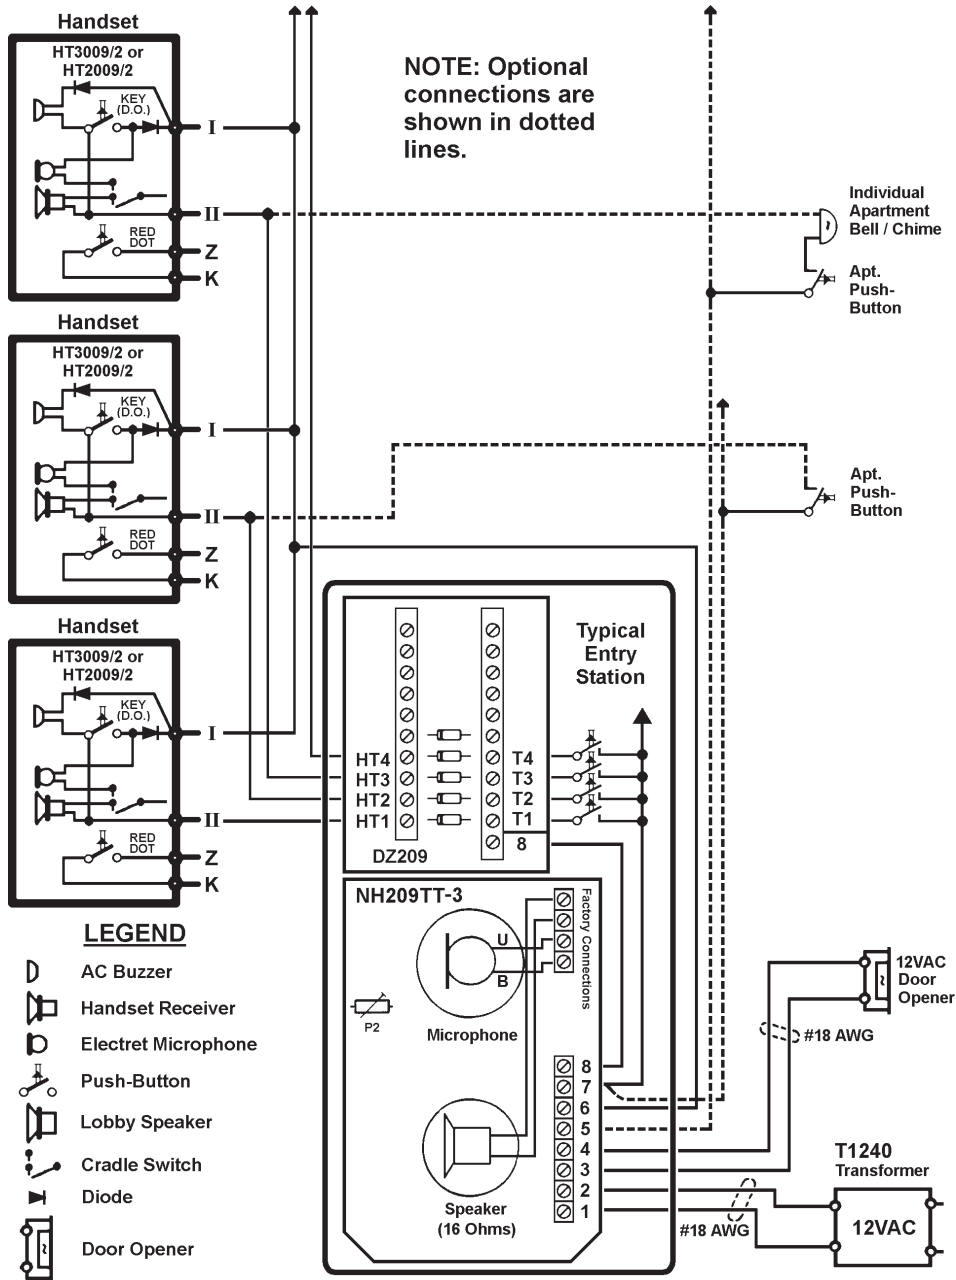 Handset
HT3009/2 or
HT2009/2
KEY
(D.O.)
I
II
RED
DOT
Z
K
NOTE: Optional
connections are
shown in dotted
lines.
Individual
Apartment
Bell / Chime
~
Apt.
Push-
Button
Handset
HT3009/2 or
HT2009/2
KEY
(D.O.)
I
II
RED
DOT
Z
K
Apt.
Push-
Button
Handset
HT3009/2 or
HT2009/2
KEY
(D.O.)
I
II
RED
DOT
Z
K
Typical
Entry
Station
HT4
HT3
HT2
HT1
T4
T3
T2
T1
8
DZ209
NH209TT-3
Factory Connections
U
B
P2
Microphone
8
7
6
5
4
3
2
1
Speaker
(16 Ohms)
~
12VAC
Door
Opener
#18 AWG
T1240
Transformer
12VAC
#18 AWG
LEGEND
AC Buzzer
Handset Receiver
Electret Microphone
Push-Button
Lobby Speaker
Cradle Switch
Diode
~
Door Opener